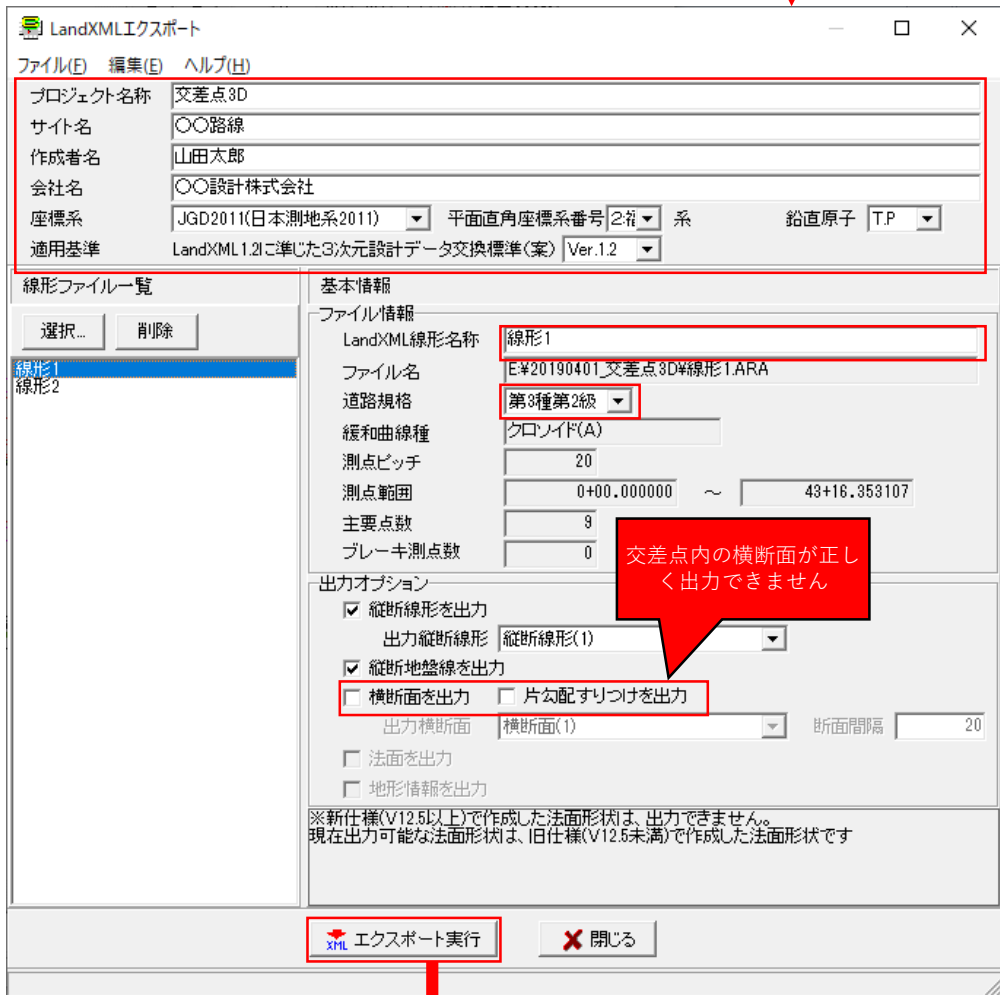 LandXMLエクスポート
ファイル(F) 編集(E) ヘルプ(H)
プロジェクト名称 交差点3D
サイト名 〇〇路線
作成者名 山田太郎
会社名 〇〇設計株式会社
座標系 JGD2011(日本測地系2011) 平面直角座標系番号 系 鉛直原子 T.P
適用基準 LandXML1.2に準じた3次元設計データ交換標準(案) Ver.1.2
線形ファイル一覧
選択... 削除
線形1
線形2
基本情報
ファイル情報
LandXML線形名称 線形1
ファイル名 E:¥20190401_交差点3D¥線形1.ARA
道路規格 第3種第2級
緩和曲線種 クロソイド(A)
測点ピッチ 20
測点範囲 0+00.000000 ～ 43+16.353107
主要点数 9
ブレーキ測点数 0
交差点内の横断面が正し
く出力できません
出力オプション
縦断線形を出力
出力縦断線形 縦断線形(1)
縦断地盤線を出力
横断面を出力 片勾配すりつけを出力
出力横断面 横断面(1) 断面間隔 20
法面を出力
地形情報を出力
※新仕様(V12.5以上)で作成した法面形状は、出力できません。
現在出力可能な法面形状は、旧仕様(V12.5未満)で作成した法面形状です
XML エクスポート実行 閉じる